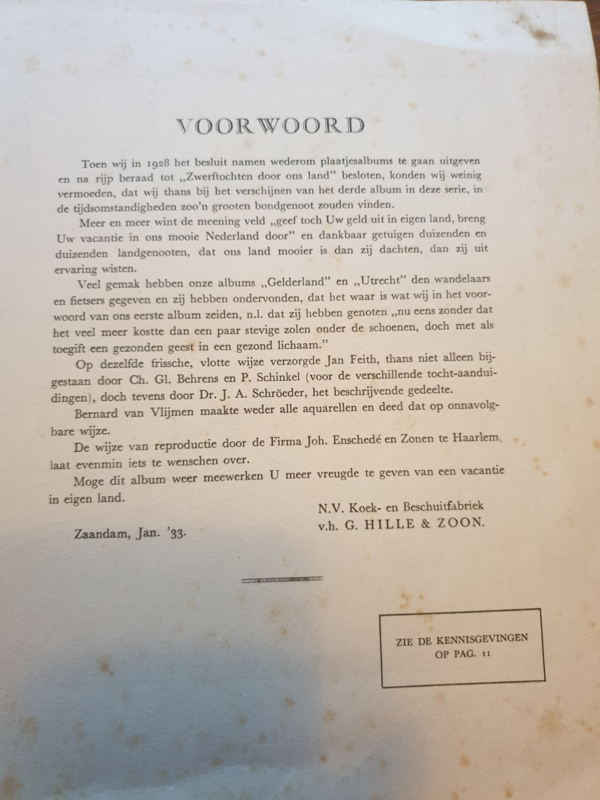 VOORWOORD
Toen wij in 1928 het besluit namen wederom plaatjesalbums te gaan uitgeven
en na rijp beraad tot „Zwerftochten door ons land” besloten, konden wij weinig
vermoeden, dat wij thans bij het verschijnen van het derde album in deze serie, in
de tijdsomstandigheden zoo'n grooten bondgenoot zouden vinden.
Meer en meer wint de meening veld „geef toch Uw geld uit in eigen land, breng
Uw vacantie in ons mooie Nederland door” en dankbaar getuigen duizenden en
duizenden landgenooten, dat ons land mooier is dan zij dachten, dan zij uit
ervaring wisten.
Veel gemak hebben onze albums „Gelderland” en „Utrecht” den wandelaars
en fietsers gegeven en zij hebben ondervonden, dat het waar is wat wij in het voor-
woord van ons eerste album zeiden, n.l. dat zij hebben genoten „nu eens zonder dat
het veel meer kostte dan een paar stevige zolen onder de schoenen, doch met als
toegift een gezonden geest in een gezond lichaam.”
Op dezelfde frissche, vlotte wijze verzorgde Jan Feith, thans niet alleen bij-
gestaan door Ch. Gl. Behrens en P. Schinkel (voor de verschillende tocht-aandui-
dingen), doch tevens door Dr. J. A. Schröeder, het beschrijvende gedeelte.
Bernard van Vlijmen maakte weder alle aquarellen en deed dat op onnavolg-
bare wijze.
De wijze van reproductie door de Firma Joh. Enschedé en Zonen te Haarlem,
laat evenmin iets te wenschen over.
Moge dit album weer meewerken U meer vreugde te geven van een vacantie
in eigen land.
N.V. Koek- en Beschuitfabriek
v.h. G. HILLE & ZOON.
Zaandam, Jan. '33.
ZIE DE KENNISGEVINGEN
OP PAG. 11